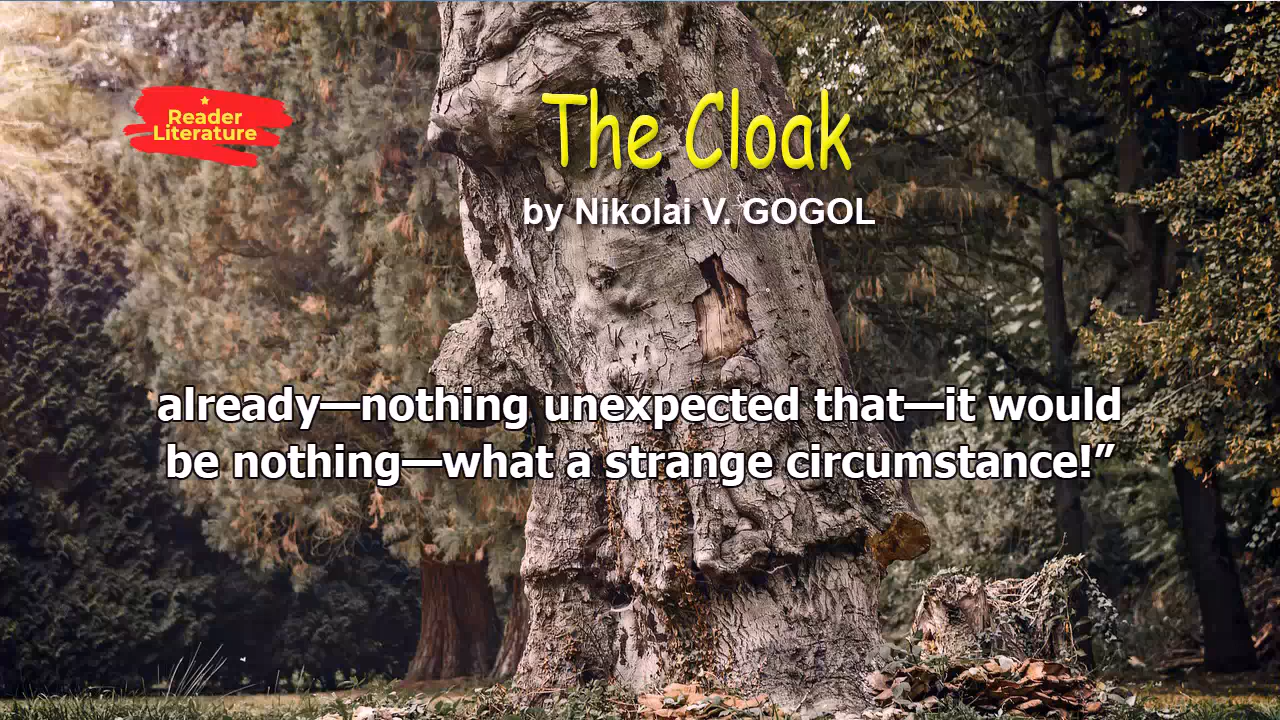 Reader
Literature
The Cloak
by Nikolai V. GOGOL
already—nothing unexpected that—it would
be nothing—what a strange circumstance!”